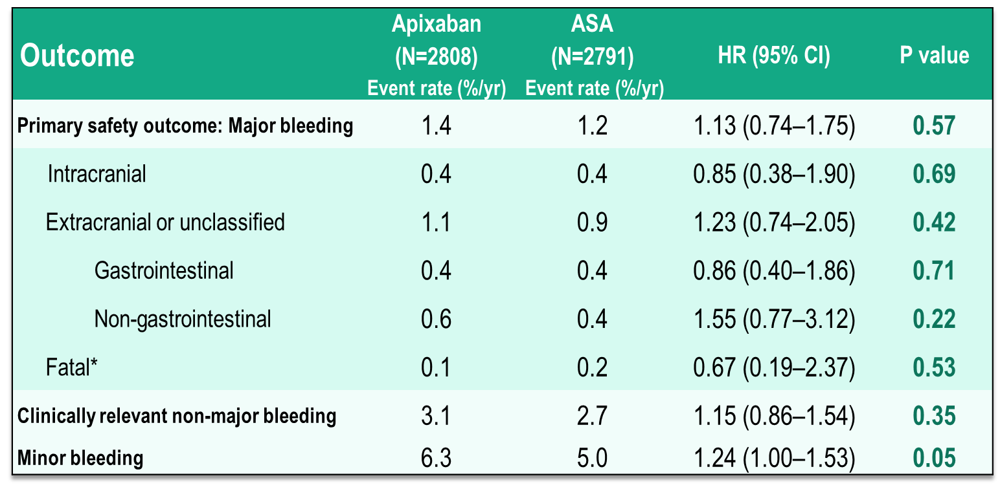 Outcome Apixaban (N=2808) Event rate (%/yr) ASA (N=2791) Event rate (%/yr) HR (95% CI) P value
Primary safety outcome: Major bleeding 1.4 1.2 1.13 (0.74–1.75) 0.57
Intracranial 0.4 0.4 0.85 (0.38–1.90) 0.69
Extracranial or unclassified 1.1 0.9 1.23 (0.74–2.05) 0.42
Gastrointestinal 0.4 0.4 0.86 (0.40–1.86) 0.71
Non-gastrointestinal 0.6 0.4 1.55 (0.77–3.12) 0.22
Fatal* 0.1 0.2 0.67 (0.19–2.37) 0.53
Clinically relevant non-major bleeding 3.1 2.7 1.15 (0.86–1.54) 0.35
Minor bleeding 6.3 5.0 1.24 (1.00–1.53) 0.05